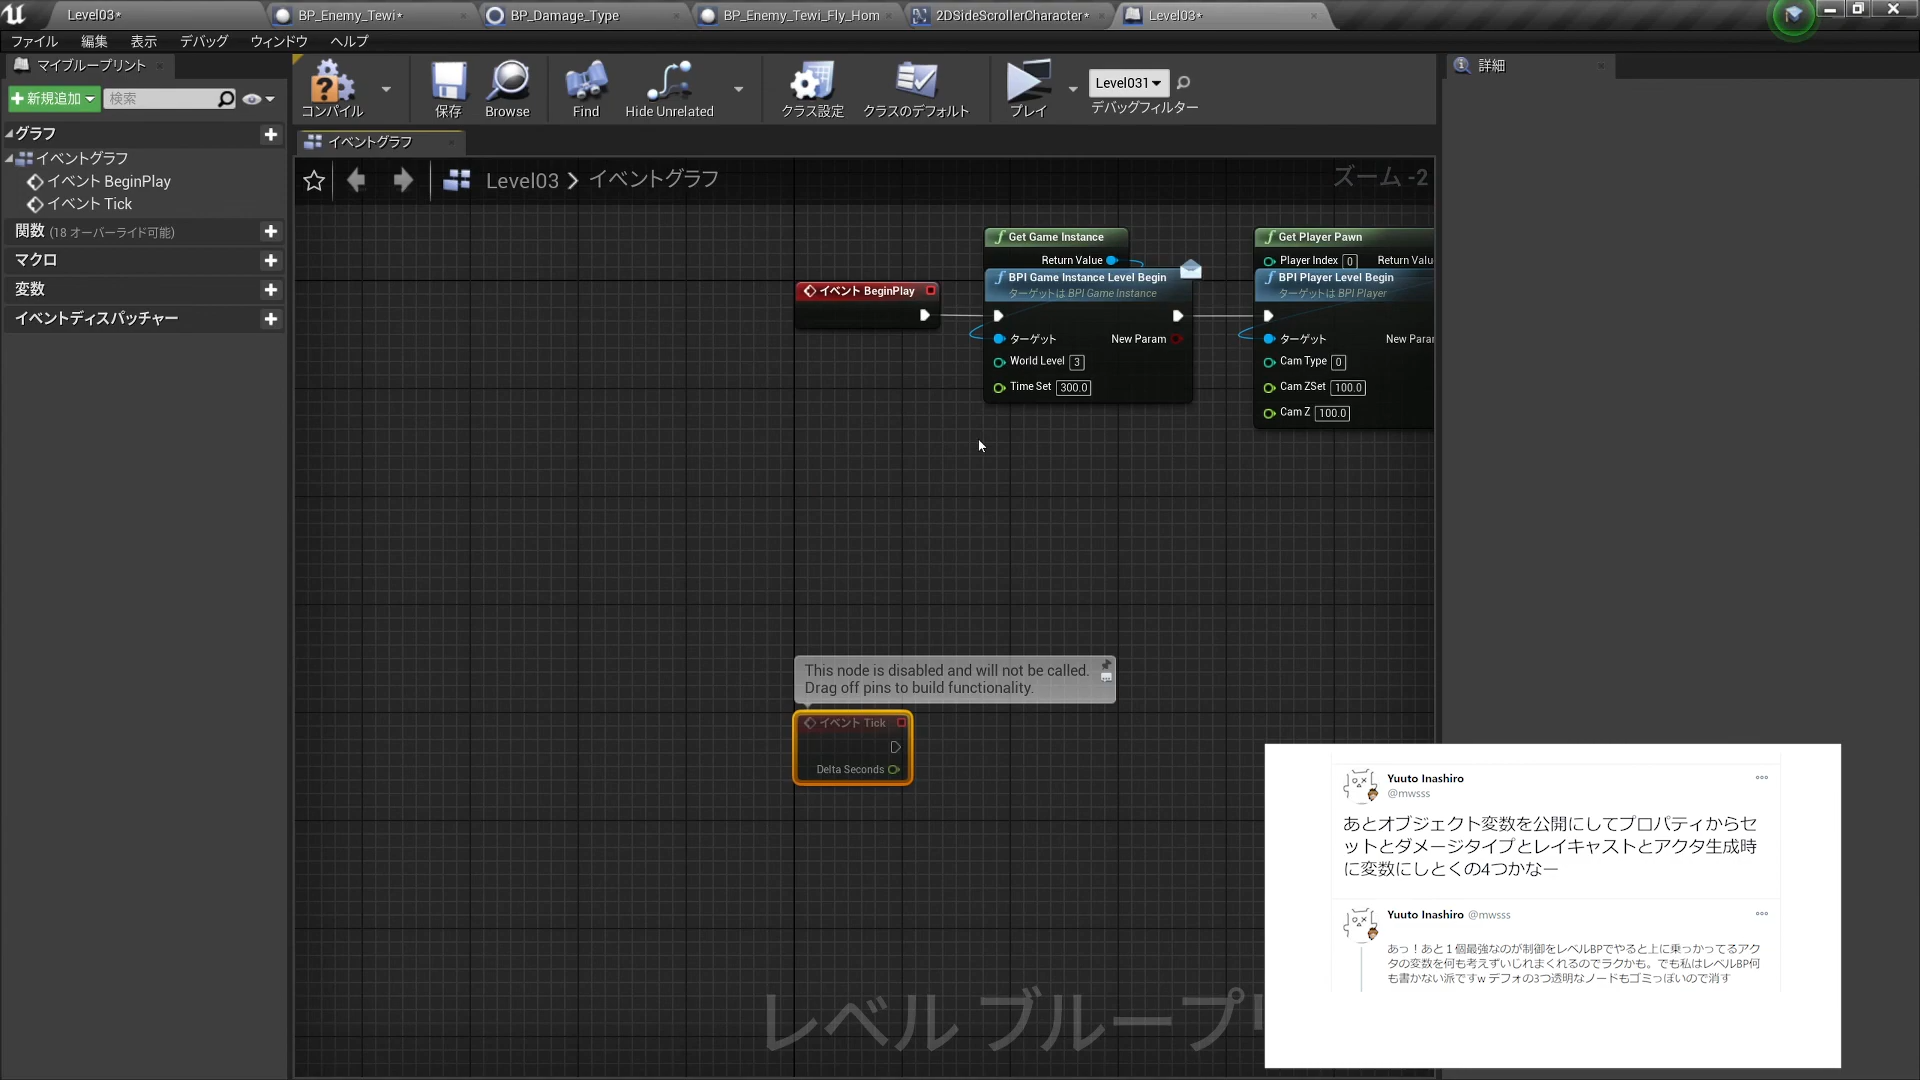 Level03*
BP_Enemy_Tewi*
BP_Damage_Type
BP_Enemy_Tewi_Fly_Hom
2DSideScrollerCharacter*
Level03*
ファイル
編集
表示
デバッグ
ウィンドウ
ヘルプ
マイブループリント
詳細
新規追加
検索
コンパイル
保存
Browse
Find
Hide Unrelated
クラス設定
クラスのデフォルト
プレイ
Level031
デバッグフィルター
グラフ
イベントグラフ
イベント BeginPlay
イベント Tick
関数 (18 オーバーライド可能)
マクロ
変数
イベントディスパッチャー
イベントグラフ
Level03
イベントグラフ
ズーム -2
Get Game Instance
Return Value
BPI Game Instance Level Begin
ターゲットは BPI Game Instance
ターゲット
New Param
World Level 3
Time Set 300.0
イベント BeginPlay
Get Player Pawn
Player Index 0
Return Valu
BPI Player Level Begin
ターゲットは BPI Player
ターゲット
New Parar
Cam Type 0
Cam ZSet 100.0
Cam Z 100.0
This node is disabled and will not be called.
Drag off pins to build functionality.
イベント Tick
Delta Seconds
レベル ブループリ
Yuuto Inashiro
@mwsss
あとオブジェクト変数を公開にしてプロパティからセ
ットとダメージタイプとレイキャストとアクタ生成時
に変数にしとくの4つかなー
Yuuto Inashiro @mwsss
あっ！あと１個最強なのが制御をレベルBPでやると上に乗っかってるアク
タの変数を何も考えずいじれまくれるのでラクかも。でも私はレベルBP何
も書かない派ですw デフォの3つ透明なノードもゴミっぽいので消す